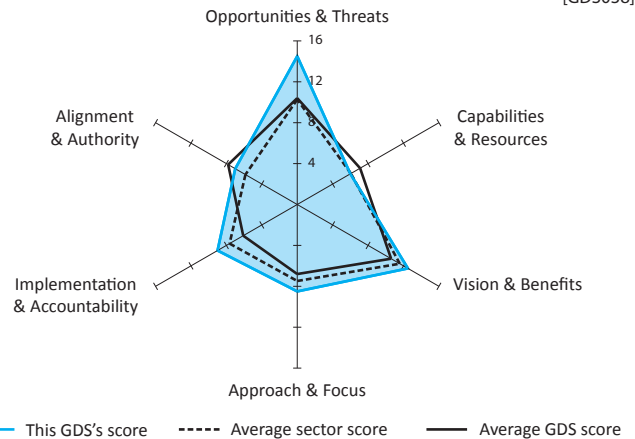 [GDS038]
Opportunities & Threats
16
12
8
4
Alignment
& Authority
Capabilities
& Resources
Implementation
& Accountability
Vision & Benefits
Approach & Focus
This GDS's score
Average sector score
Average GDS score